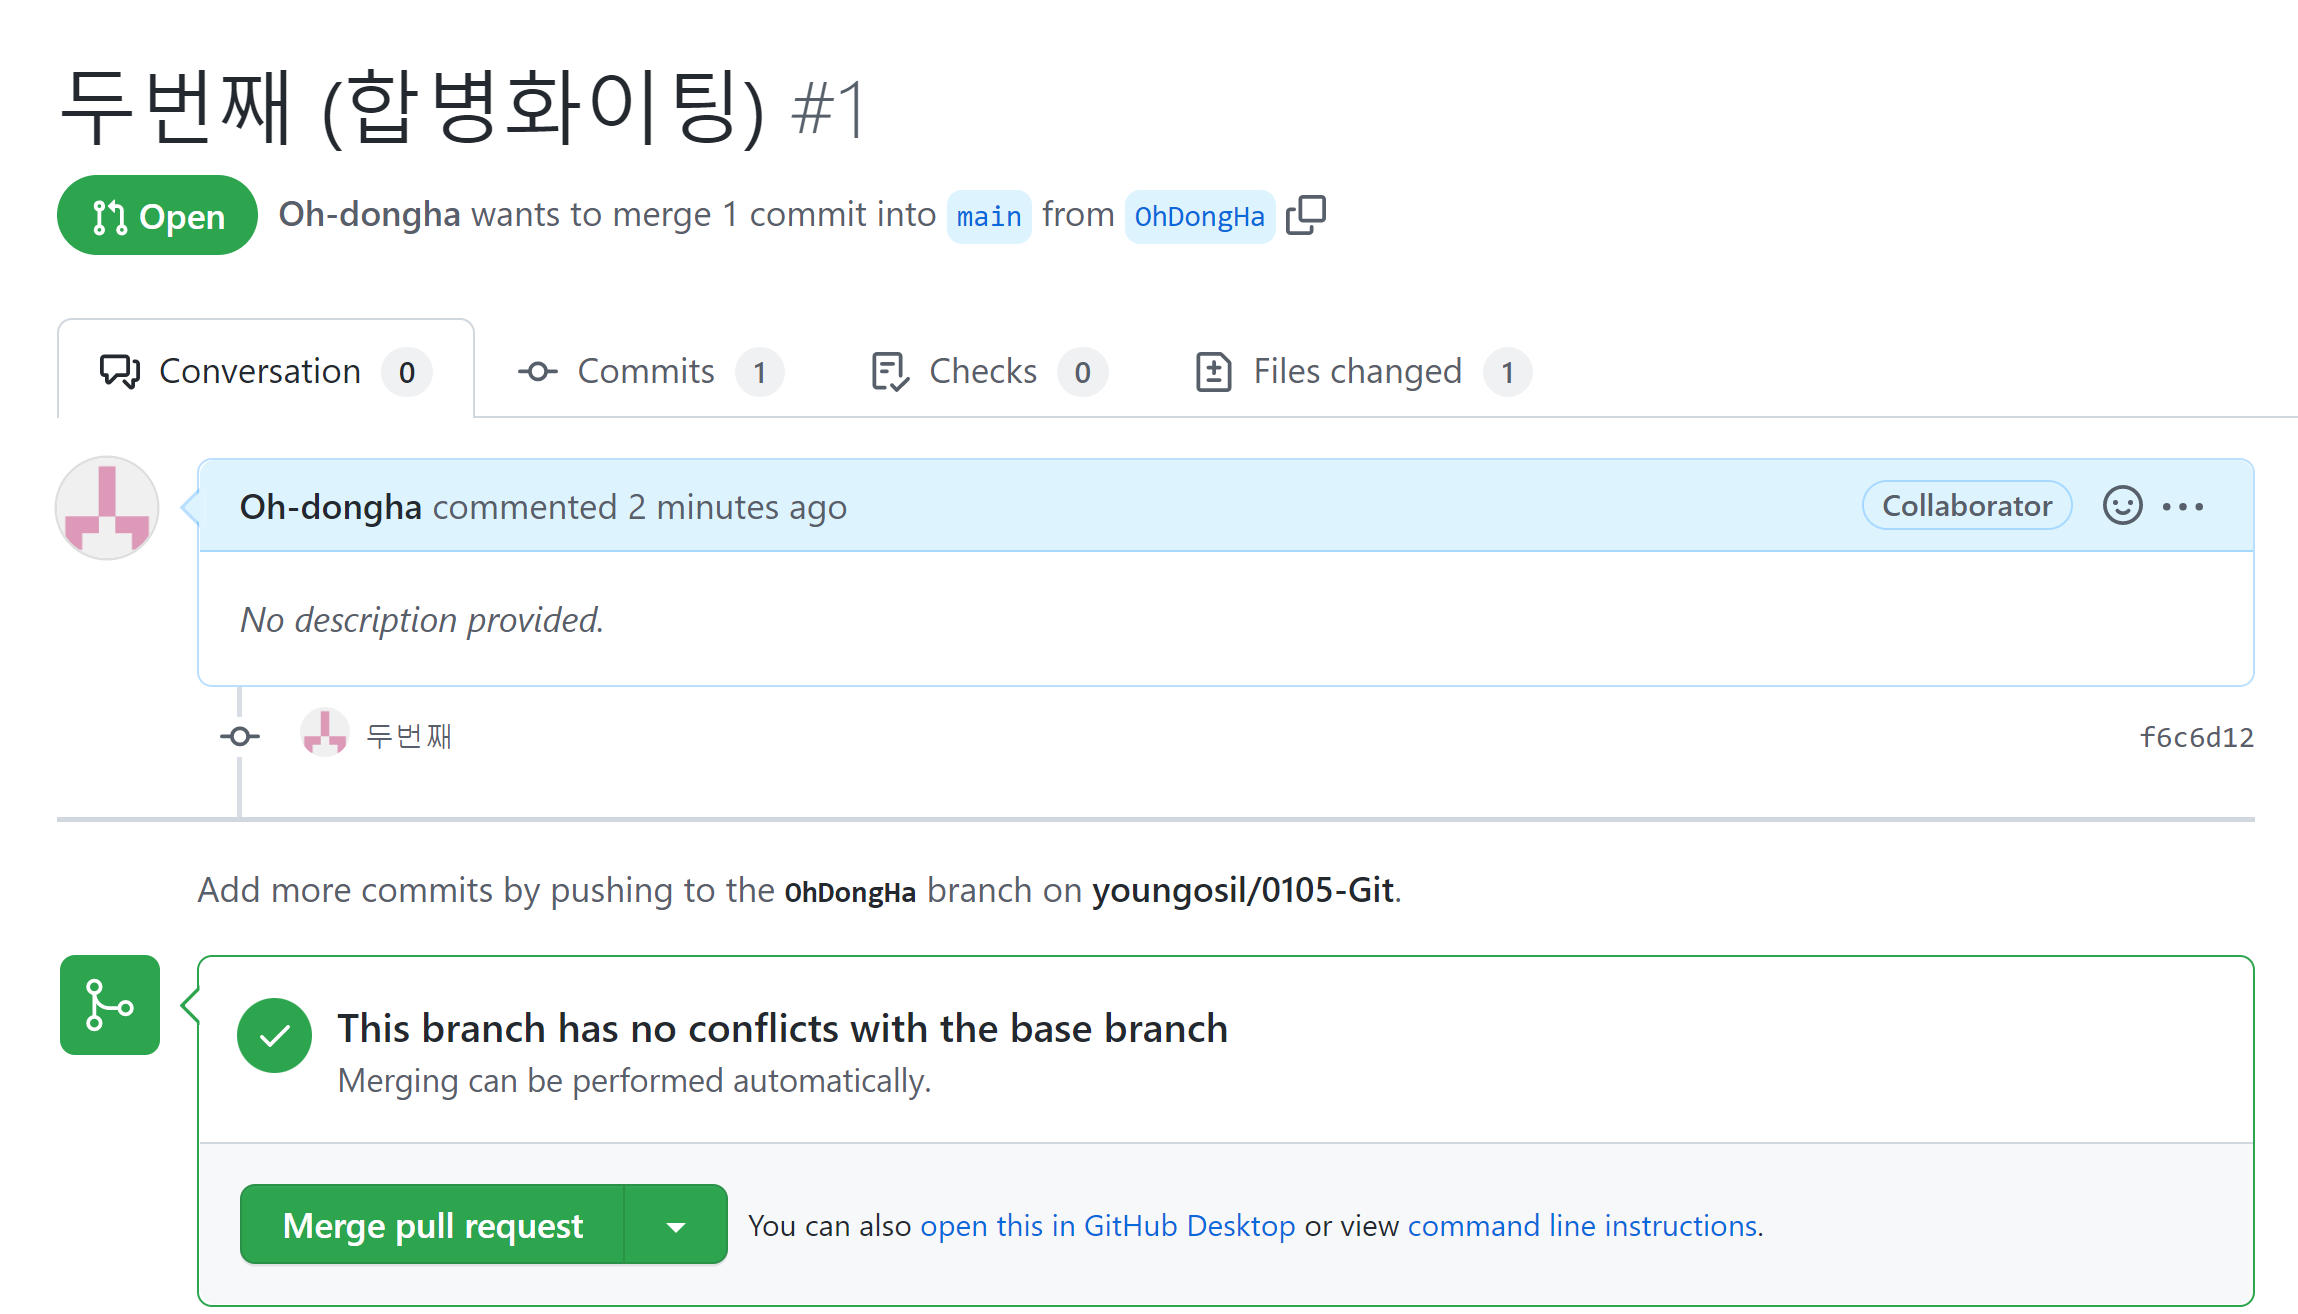 두번째 (합병화이팅) #1
Open Oh-dongha wants to merge 1 commit into main from OhDongHa
Conversation 0 Commits 1 Checks 0 Files changed 1
Oh-dongha commented 2 minutes ago Collaborator
No description provided.
두번째 f6c6d12
Add more commits by pushing to the OhDongHa branch on youngosil/0105-Git.
This branch has no conflicts with the base branch
Merging can be performed automatically.
Merge pull request You can also open this in GitHub Desktop or view command line instructions.